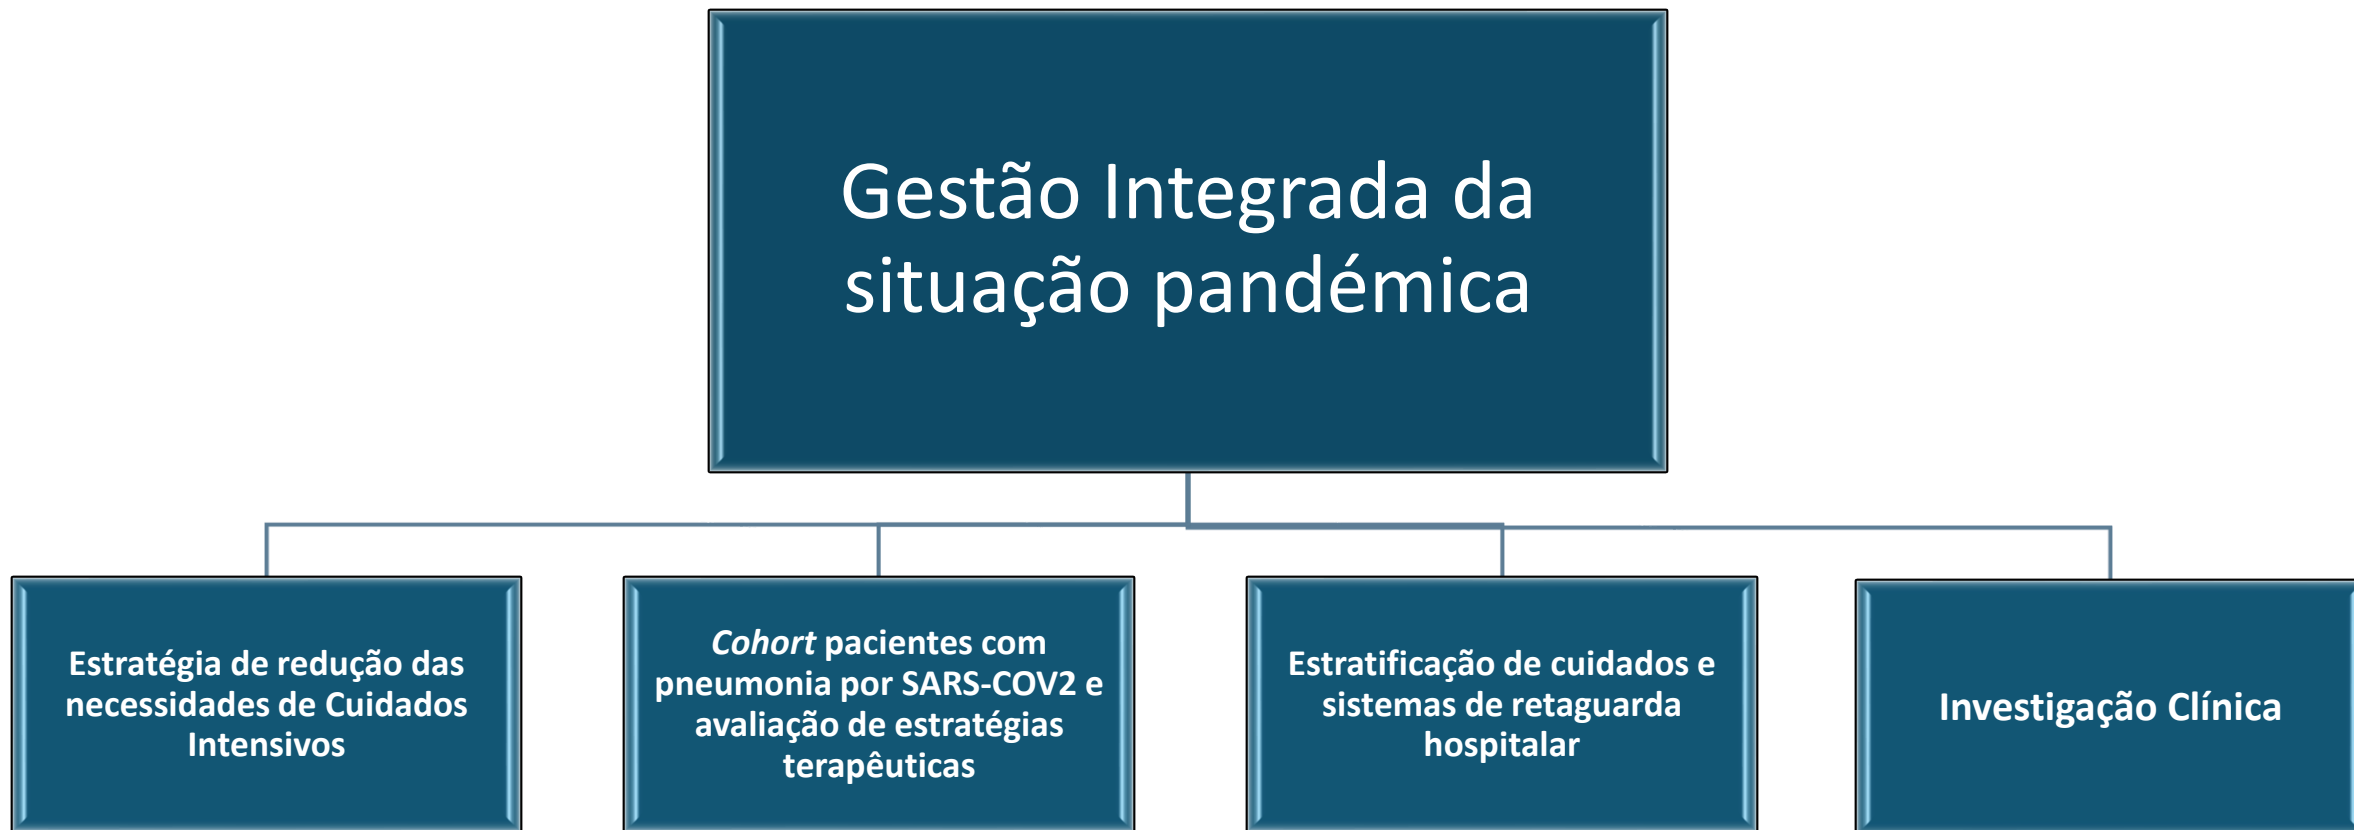 Gestão Integrada da
situação pandémica
Estratégia de redução das
necessidades de Cuidados
Intensivos
Cohort pacientes com
pneumonia por SARS-COV2 e
avaliação de estratégias
terapêuticas
Estratificação de cuidados e
sistemas de retaguarda
hospitalar
Investigação Clínica